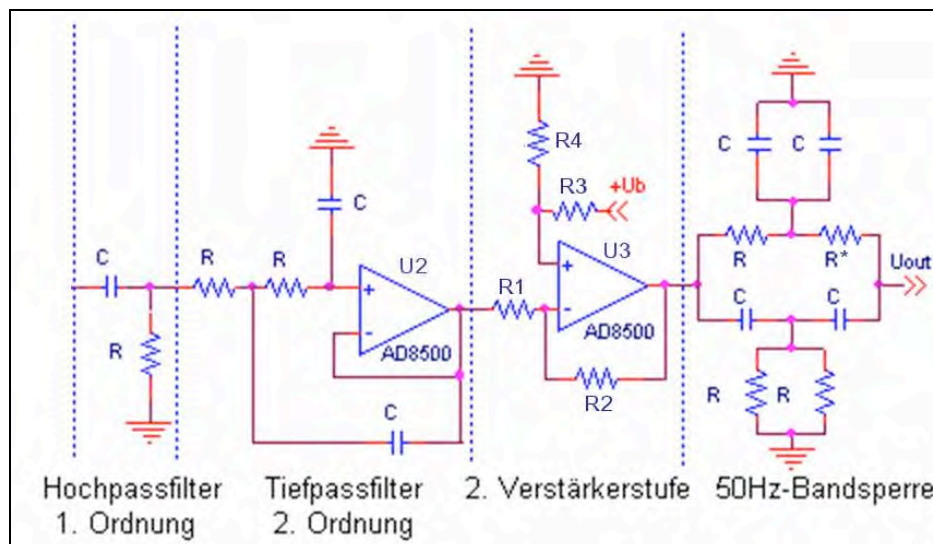 C
C
R4
R3
+Ub
C
C
R
R
U2
R1
U3
R
R*
Uout
C
C
R
AD8500
AD8500
R2
C
R
R
Hochpassfilter
1. Ordnung
Tiefpassfilter
2. Ordnung
2. Verstärkerstufe
50Hz-Bandsperre